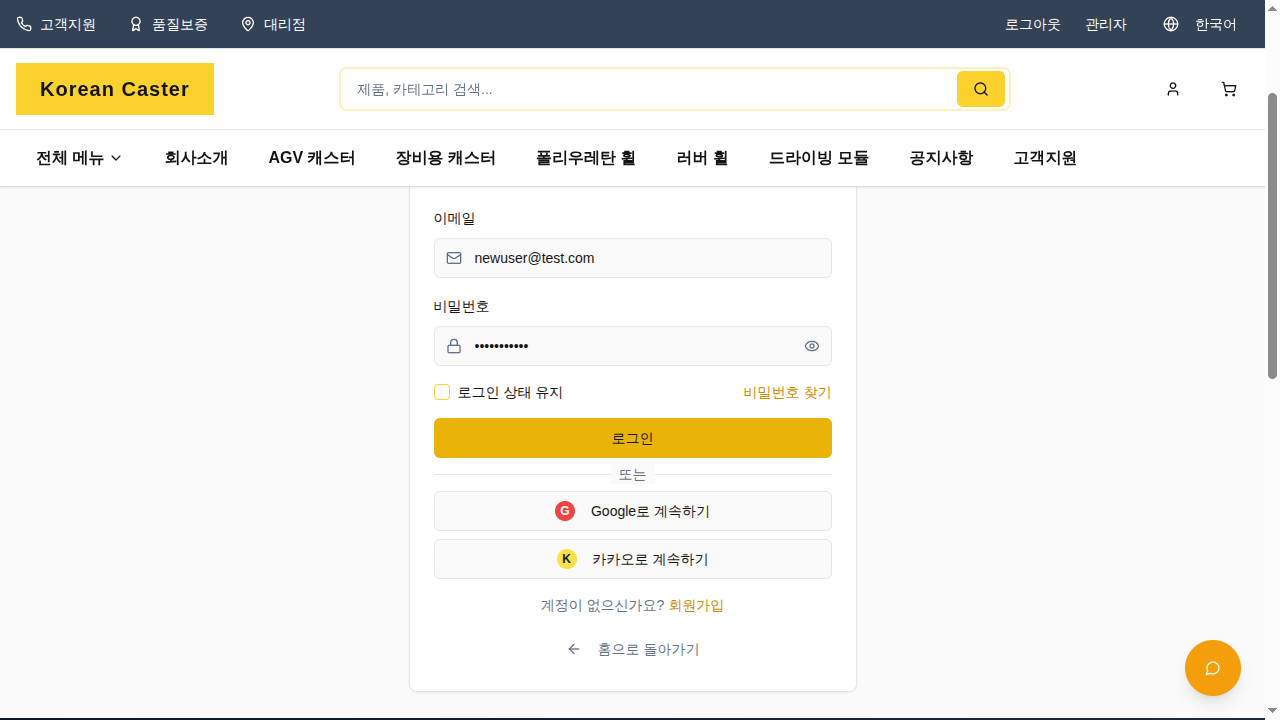 고객지원 품질보증 대리점 로그아웃 관리자 한국어
Korean Caster 제품, 카테고리 검색...
전체 메뉴 회사소개 AGV 캐스터 장비용 캐스터 폴리우레탄 휠 러버 휠 드라이빙 모듈 공지사항 고객지원
이메일
newuser@test.com
비밀번호
•••••••••••
로그인 상태 유지 비밀번호 찾기
로그인
또는
G Google로 계속하기
K 카카오로 계속하기
계정이 없으신가요? 회원가입
홈으로 돌아가기